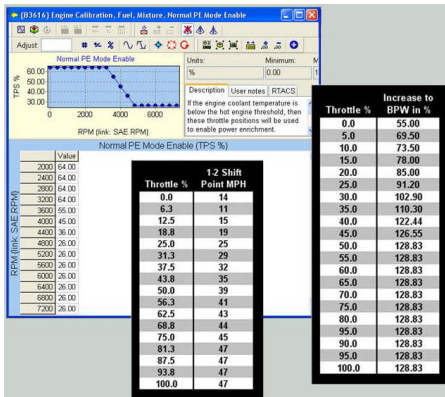 (B3616) Engine Calibration, Fuel, Mixture, Normal PE Mode Enable
Adjust:
Normal PE Mode Enable
TPS %
60.00
50.00
40.00
30.00
0 2000 4000 6000
RPM (link: SAE.RPM)
Units: Minimum: M
% 0.00 1
Description User notes RTACS
If the engine coolant temperature is
below the hot engine threshold, then
these throttle positions will be used
to enable power enrichment.
Normal PE Mode Enable (TPS %)
RPM (link: SAE.RPM)
Value
2000 64.00
2400 64.00
2800 64.00
3200 64.00
3600 55.00
4000 45.00
4400 36.00
4800 26.00
5200 26.00
5600 26.00
6000 26.00
6400 26.00
6800 26.00
7200 26.00
1-2 Shift
Throttle % Point MPH
0.0 14
6.3 11
12.5 15
18.8 19
25.0 25
31.3 29
37.5 32
43.8 35
50.0 39
56.3 41
62.5 43
68.8 44
75.0 45
81.3 47
87.5 47
93.8 47
100.0 47
Increase to
Throttle % BPW in %
0.0 55.00
5.0 69.50
10.0 73.50
15.0 78.00
20.0 85.00
25.0 91.20
30.0 102.90
35.0 110.30
40.0 122.44
45.0 126.55
50.0 128.83
55.0 128.83
60.0 128.83
65.0 128.83
70.0 128.83
75.0 128.83
80.0 128.83
95.0 128.83
90.0 128.83
95.0 128.83
100.0 128.83